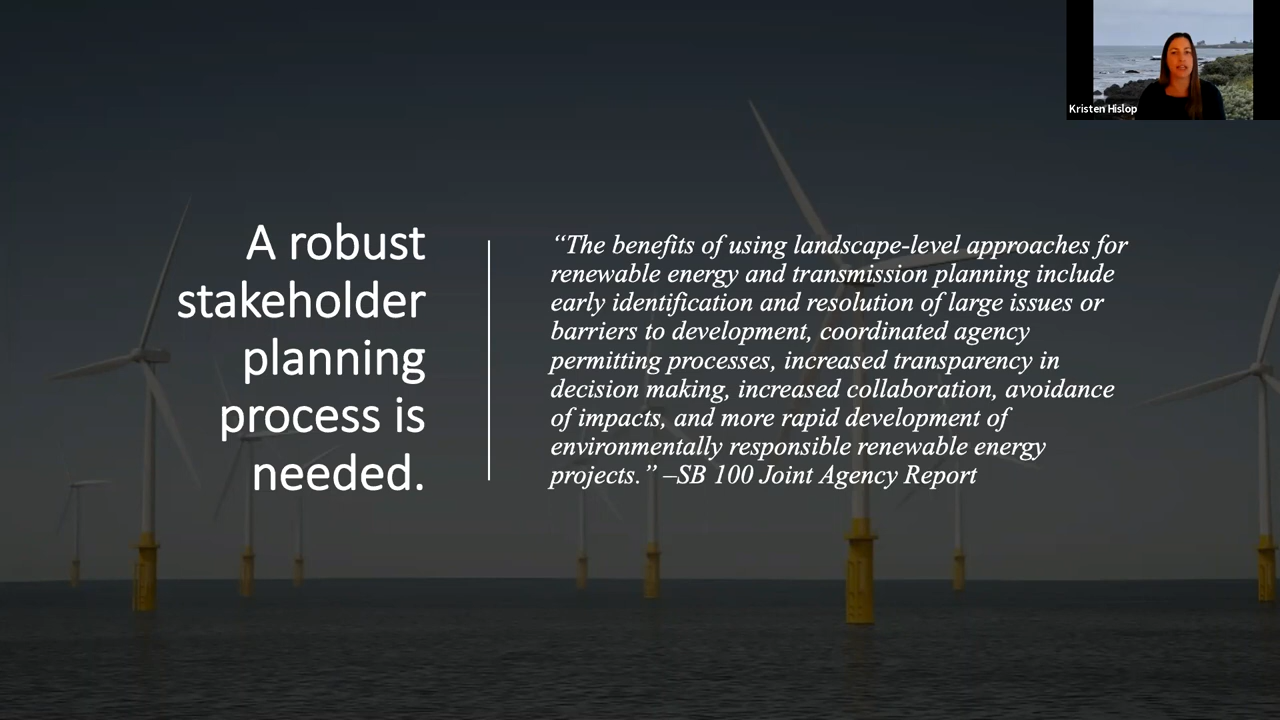 Kristen Hislop
A robust
stakeholder
planning
process is
needed.
“The benefits of using landscape-level approaches for
renewable energy and transmission planning include
early identification and resolution of large issues or
barriers to development, coordinated agency
permitting processes, increased transparency in
decision making, increased collaboration, avoidance
of impacts, and more rapid development of
environmentally responsible renewable energy
projects.” –SB 100 Joint Agency Report